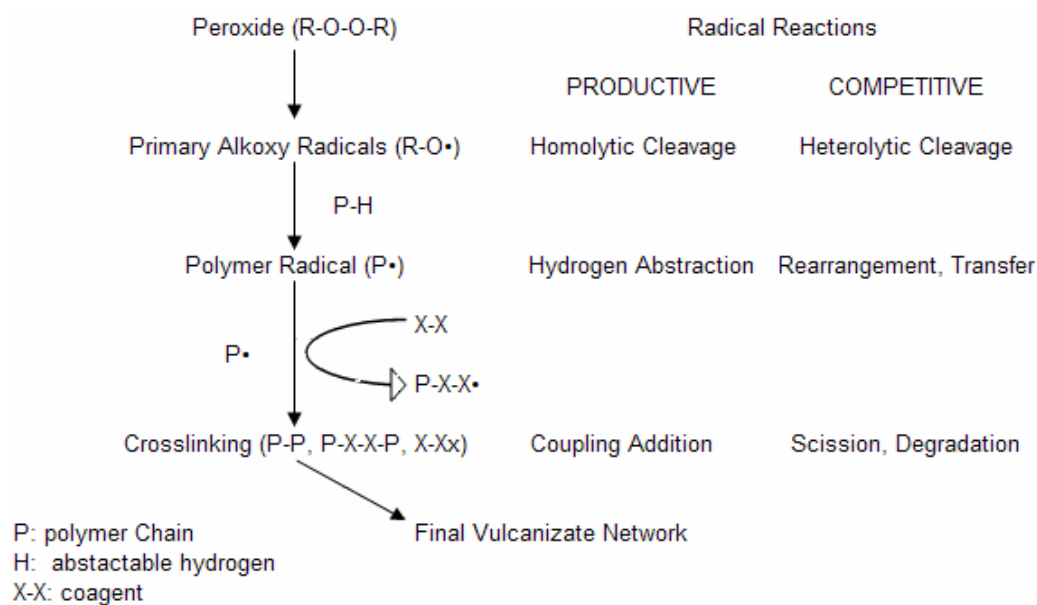 Peroxide (R-O-O-R) Radical Reactions
PRODUCTIVE COMPETITIVE
Primary Alkoxy Radicals (R-O•) Homolytic Cleavage Heterolytic Cleavage
P-H
Polymer Radical (P•) Hydrogen Abstraction Rearrangement, Transfer
X-X
P•
P-X-X•
Crosslinking (P-P, P-X-X-P, X-Xx) Coupling Addition Scission, Degradation
P: polymer Chain Final Vulcanizate Network
H: abstactable hydrogen
X-X: coagent